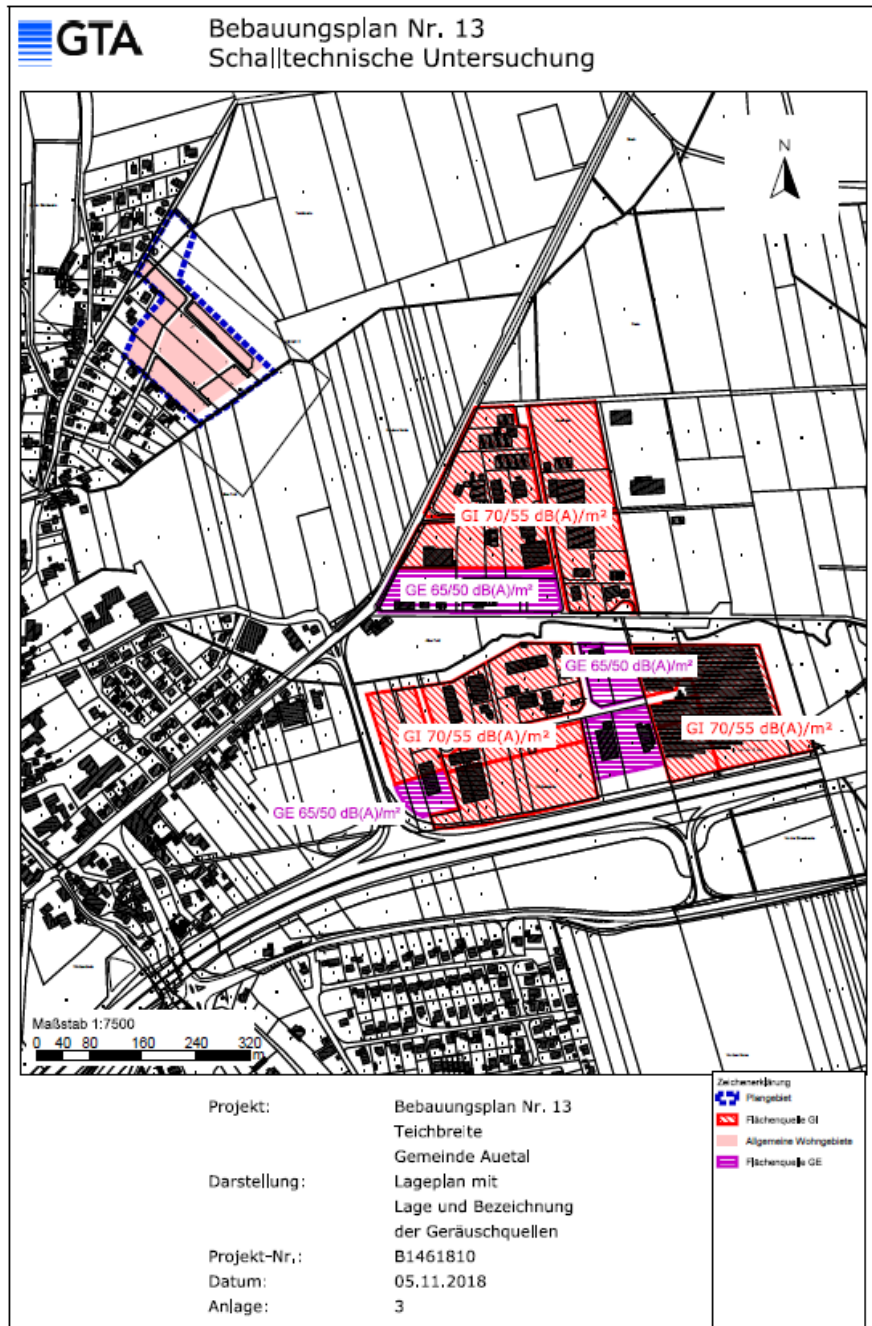 GTA
Bebauungsplan Nr. 13
Schalltechnische Untersuchung
N
GI 70/55 dB(A)/m²
GE 65/50 dB(A)/m²
GE 65/50 dB(A)/m²
GI 70/55 dB(A)/m²
GI 70/55 dB(A)/m²
GE 65/50 dB(A)/m²
Maßstab 1:7500
0 40 80 160 240 320
m
Zeichenerklärung
Plangebiet
Flächenquelle GI
Allgemeine Wohngebiete
Flächenquelle GE
Projekt: Bebauungsplan Nr. 13
Teichbreite
Gemeinde Auetal
Darstellung: Lageplan mit
Lage und Bezeichnung
der Geräuschquellen
Projekt-Nr.: B1461810
Datum: 05.11.2018
Anlage: 3